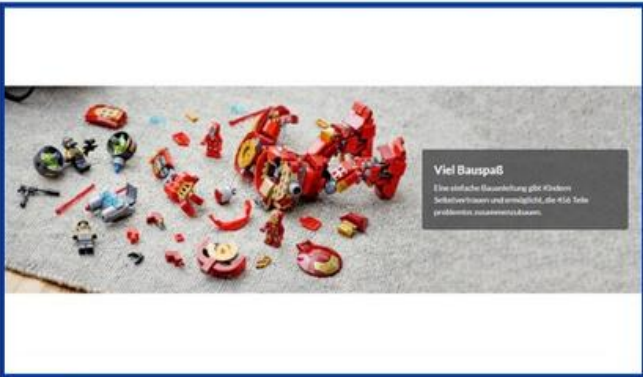 Viel Bauspaß
Eine einfache Bauanleitung gibt Kindern
Selbstvertrauen und ermöglicht, die 456 Teile
problemlos zusammenzubauen.